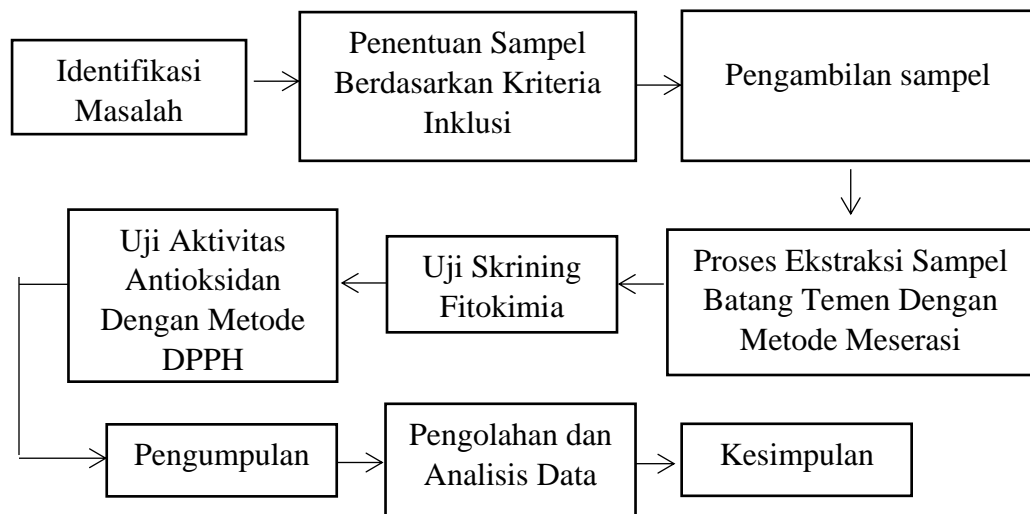 Identifikasi
Masalah
Penentuan Sampel
Berdasarkan Kriteria
Inklusi
Pengambilan sampel
Proses Ekstraksi Sampel
Batang Temen Dengan
Metode Meserasi
Uji Skrining
Fitokimia
Uji Aktivitas
Antioksidan
Dengan Metode
DPPH
Pengumpulan
Pengolahan dan
Analisis Data
Kesimpulan